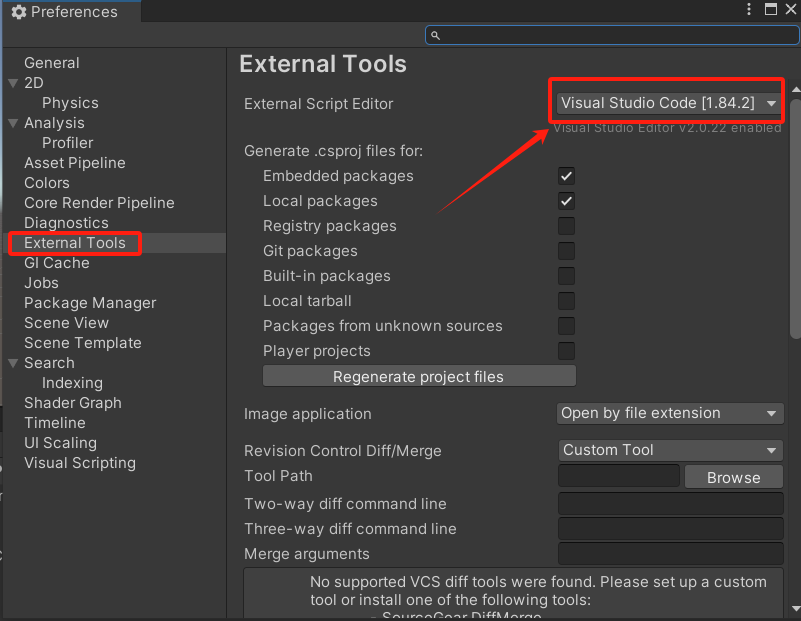 Preferences
General
2D
Physics
Analysis
Profiler
Asset Pipeline
Colors
Core Render Pipeline
Diagnostics
External Tools
GI Cache
Jobs
Package Manager
Scene View
Scene Template
Search
Indexing
Shader Graph
Timeline
UI Scaling
Visual Scripting
External Tools
External Script Editor
Visual Studio Code [1.84.2]
Visual Studio Editor v2.0.22 enabled
Generate .csproj files for:
Embedded packages
Local packages
Registry packages
Git packages
Built-in packages
Local tarball
Packages from unknown sources
Player projects
Regenerate project files
Image application
Open by file extension
Revision Control Diff/Merge
Custom Tool
Tool Path
Browse
Two-way diff command line
Three-way diff command line
Merge arguments
No supported VCS diff tools were found. Please set up a custom
tool or install one of the following tools:
- SourceGear DiffMerge